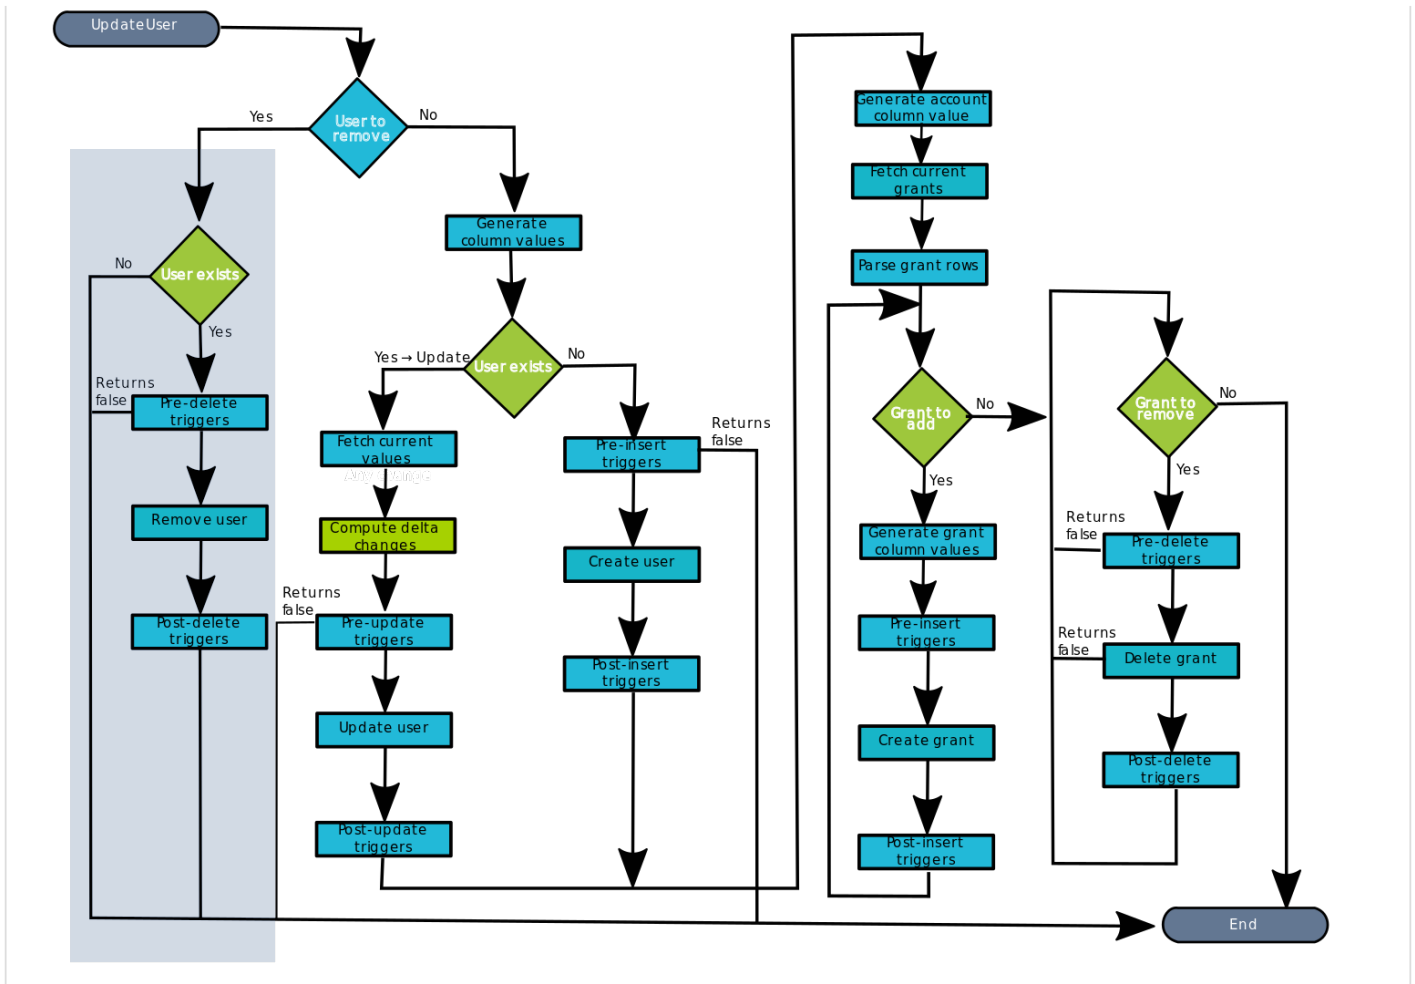 UpdateUser
User to
remove
Yes
No
User exists
No
Yes
Returns
false
Pre-delete
triggers
Remove user
Post-delete
triggers
Generate
column values
User exists
Yes → Update
No
Fetch current
values
Any change
Compute delta
changes
Returns
false
Pre-update
triggers
Update user
Post-update
triggers
Pre-insert
triggers
Returns
false
Create user
Post-insert
triggers
Generate account
column value
Fetch current
grants
Parse grant rows
Grant to
add
No
Yes
Generate grant
column values
Pre-insert
triggers
Create grant
Post-insert
triggers
Grant to
remove
No
Yes
Returns
false
Pre-delete
triggers
Returns
false
Delete grant
Post-delete
triggers
End